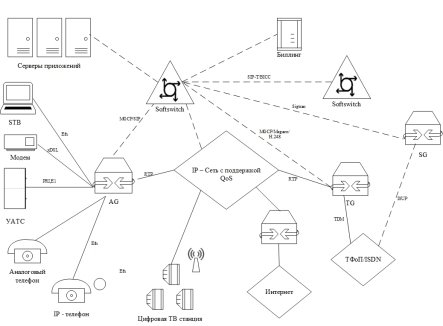 Серверы приложений
Биллинг
Softswitch
SIP-T/BICC
Softswitch
Sigtran
SG
STB
Eth
MGCP/SIP
MGCP/Megaco/
H.248
Модем
xDSL
IP – Сеть с поддержкой
QoS
PRI,E1
RTP
RTP
УАТС
AG
TG
TDM
ISUP
ТФоП/ISDN
Eth
Аналоговый
телефон
Eth
Интернет
IP - телефон
Цифровая ТВ станция